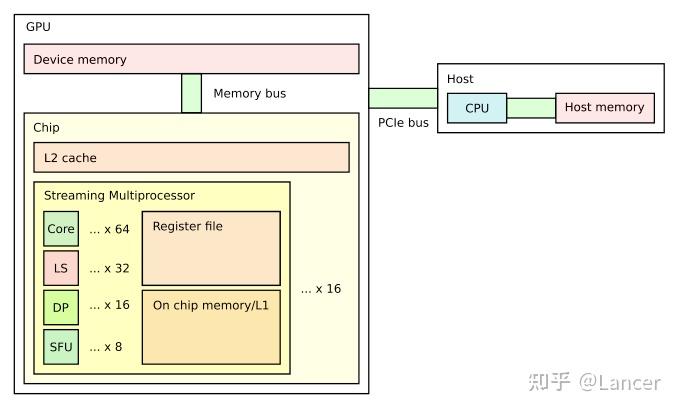 GPU
Device memory
Memory bus
Chip
L2 cache
Streaming Multiprocessor
Core ... x 64
LS ... x 32
DP ... x 16
SFU ... x 8
Register file
On chip memory/L1
... x 16
PCIe bus
Host
CPU
Host memory
知乎 @Lancer